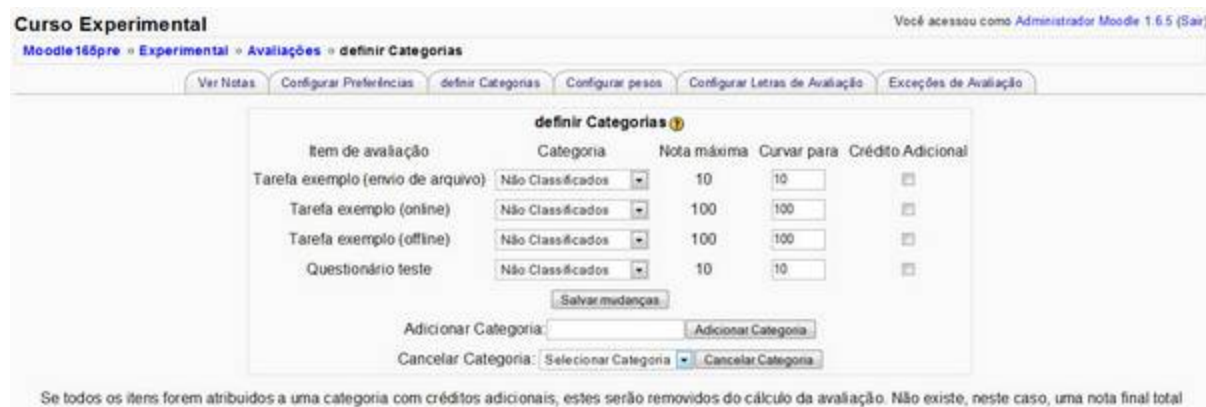 Curso Experimental
Você acessou como Administrador Moodle 1.6.5 (Sair)
Moodle165pre » Experimental » Avaliações » definir Categorias
Ver Notas Configurar Preferências definir Categorias Configurar pesos Configurar Letras de Avaliação Exceções de Avaliação
definir Categorias ?
Item de avaliação Categoria Nota máxima Curvar para Crédito Adicional
Tarefa exemplo (envio de arquivo) Não Classificados 10 10
Tarefa exemplo (online) Não Classificados 100 100
Tarefa exemplo (offline) Não Classificados 100 100
Questionário teste Não Classificados 10 10
Salvar mudanças
Adicionar Categoria: Adicionar Categoria
Cancelar Categoria: Selecionar Categoria Cancelar Categoria
Se todos os itens forem atribuidos a uma categoria com créditos adicionais, estes serão removidos do cálculo da avaliação. Não existe, neste caso, uma nota final total